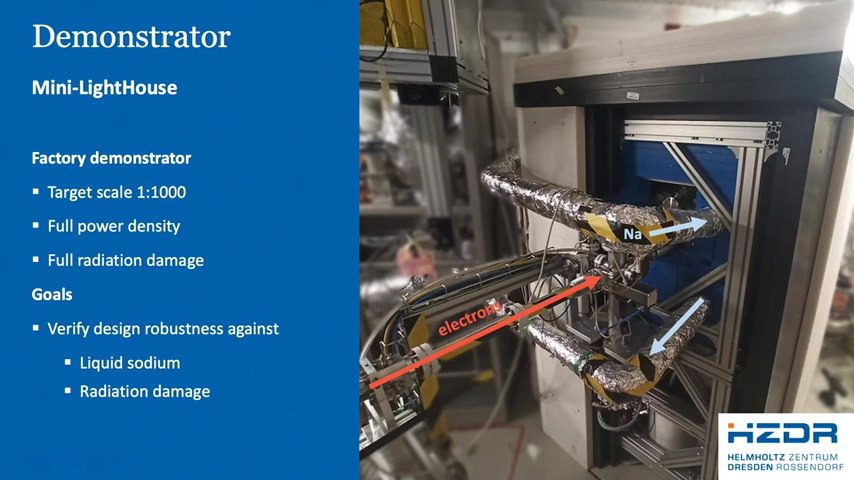 Demonstrator
Mini-LightHouse
Factory demonstrator
▪ Target scale 1:1000
▪ Full power density
▪ Full radiation damage
Goals
▪ Verify design robustness against
▪ Liquid sodium
▪ Radiation damage
Na
electrons
HZDR
HELMHOLTZ ZENTRUM
DRESDEN ROSSENDORF